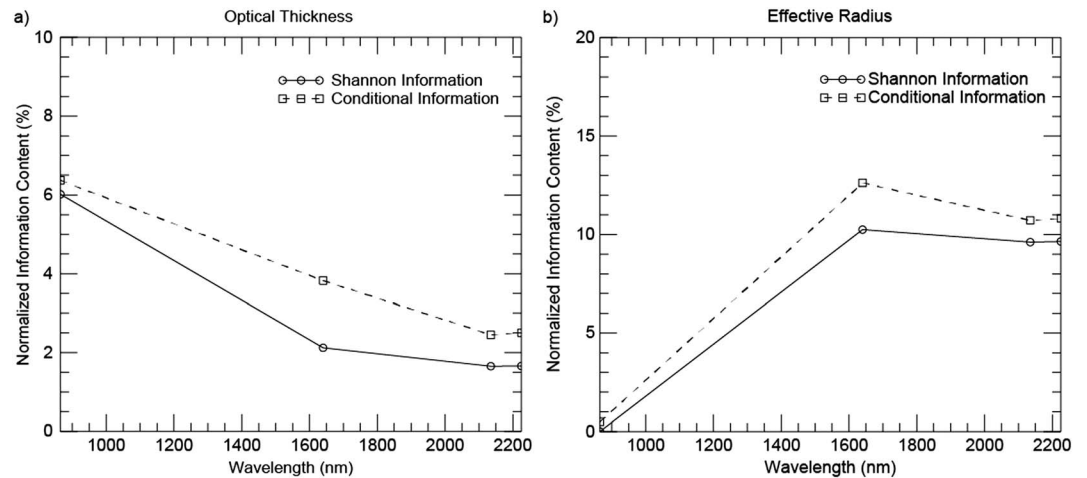 a) Optical Thickness
10
8
6
4
2
0
Normalized Information Content (%)
Shannon Information
Conditional Information
1000 1200 1400 1600 1800 2000 2200
Wavelength (nm)
b) Effective Radius
20
15
10
5
0
Normalized Information Content (%)
Shannon Information
Conditional Information
1000 1200 1400 1600 1800 2000 2200
Wavelength (nm)